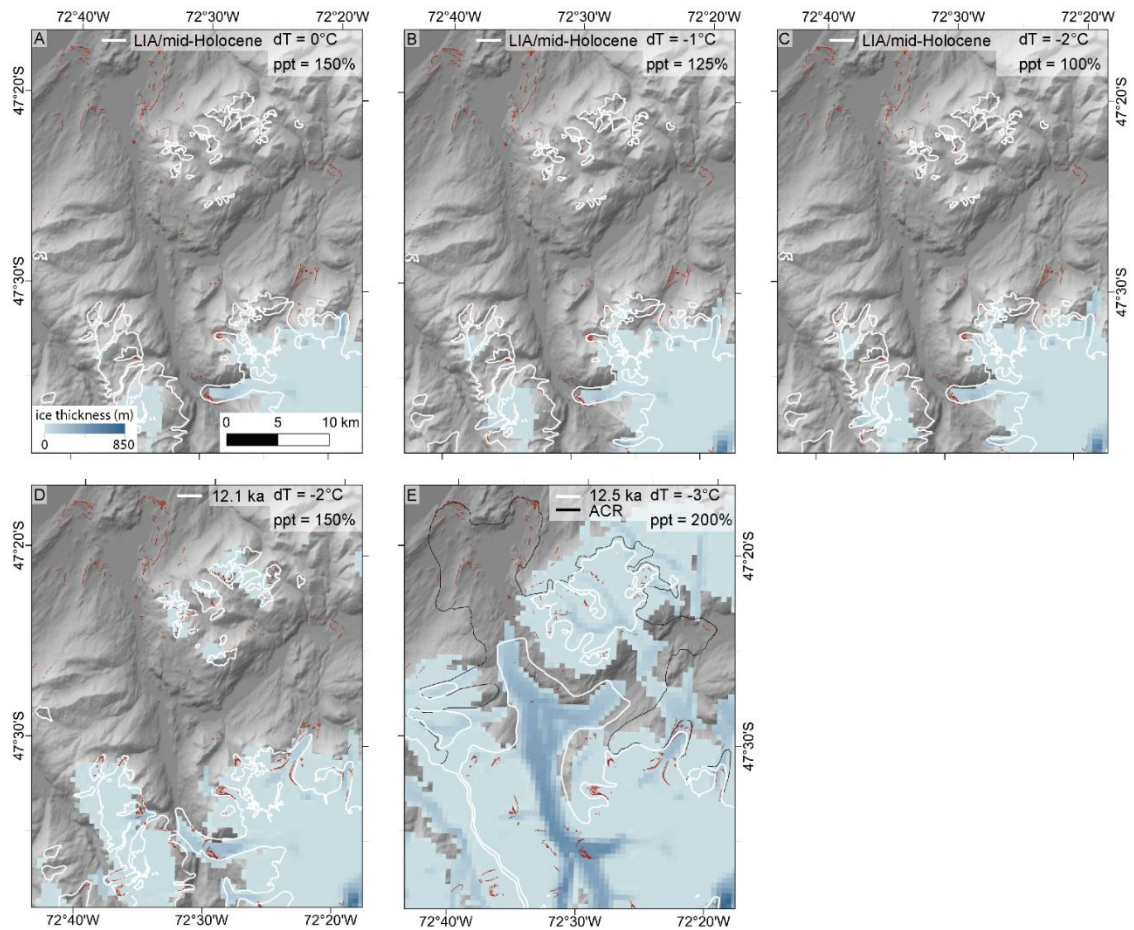 72°40'W 72°30'W 72°20'W 72°40'W 72°30'W 72°20'W 72°40'W 72°30'W 72°20'W
A LIA/mid-Holocene dT = 0°C
ppt = 150%
B LIA/mid-Holocene dT = -1°C
ppt = 125%
C LIA/mid-Holocene dT = -2°C
ppt = 100%
47°20'S 47°20'S
47°30'S 47°30'S
ice thickness (m)
0 850
0 5 10 km
D 12.1 ka dT = -2°C
ppt = 150%
E 12.5 ka dT = -3°C
ACR
ppt = 200%
47°20'S 47°20'S
47°30'S 47°30'S
72°40'W 72°30'W 72°20'W 72°40'W 72°30'W 72°20'W